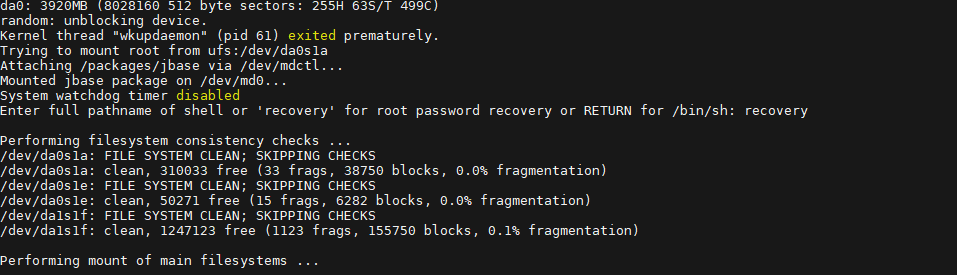 da0: 3920MB (8028160 512 byte sectors: 255H 63S/T 499C)
random: unblocking device.
Kernel thread "wkupdaemon" (pid 61) exited prematurely.
Trying to mount root from ufs:/dev/da0s1a
Attaching /packages/jbase via /dev/mdctl...
Mounted jbase package on /dev/md0...
System watchdog timer disabled
Enter full pathname of shell or 'recovery' for root password recovery or RETURN for /bin/sh: recovery
Performing filesystem consistency checks ...
/dev/da0s1a: FILE SYSTEM CLEAN; SKIPPING CHECKS
/dev/da0s1a: clean, 310033 free (33 frags, 38750 blocks, 0.0% fragmentation)
/dev/da0s1e: FILE SYSTEM CLEAN; SKIPPING CHECKS
/dev/da0s1e: clean, 50271 free (15 frags, 6282 blocks, 0.0% fragmentation)
/dev/da1s1f: FILE SYSTEM CLEAN; SKIPPING CHECKS
/dev/da1s1f: clean, 1247123 free (1123 frags, 155750 blocks, 0.1% fragmentation)
Performing mount of main filesystems ...